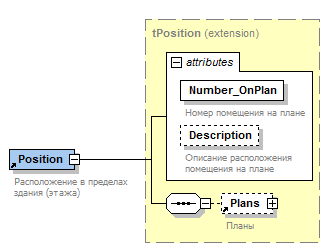 tPosition (extension)
attributes
Number_OnPlan
Номер помещения на плане
Description
Описание расположения
помещения на плане
Position
Расположение в пределах
здания (этажа)
Plans
Планы